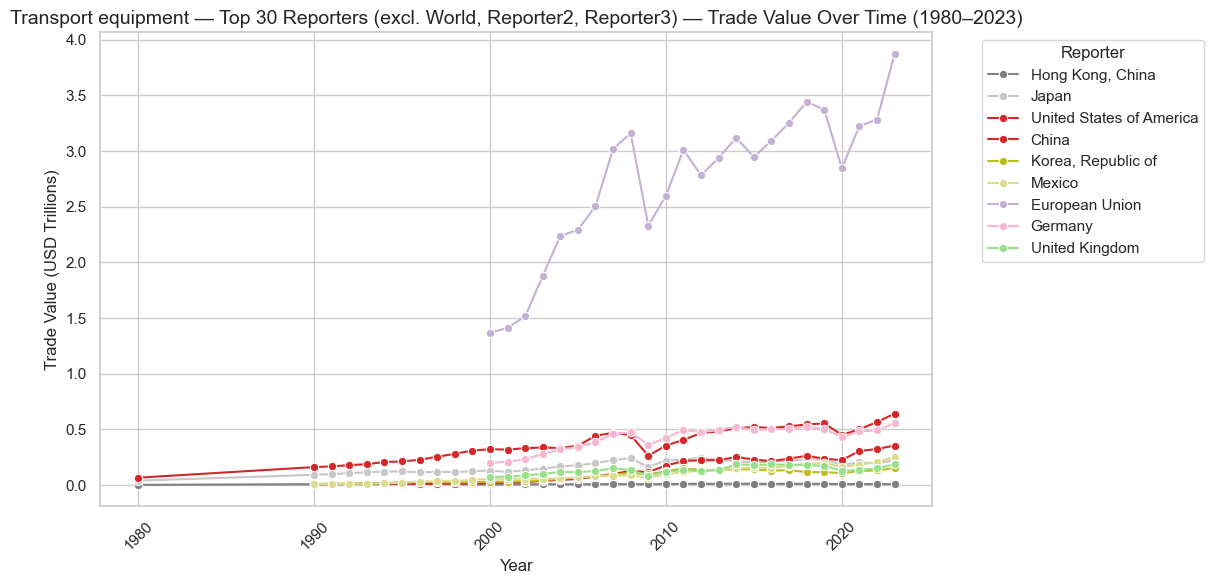 Transport equipment — Top 30 Reporters (excl. World, Reporter2, Reporter3) — Trade Value Over Time (1980–2023)
Trade Value (USD Trillions)
4.0
3.5
3.0
2.5
2.0
1.5
1.0
0.5
0.0
1980
1990
2000
2010
2020
Year
Reporter
Hong Kong, China
Japan
United States of America
China
Korea, Republic of
Mexico
European Union
Germany
United Kingdom